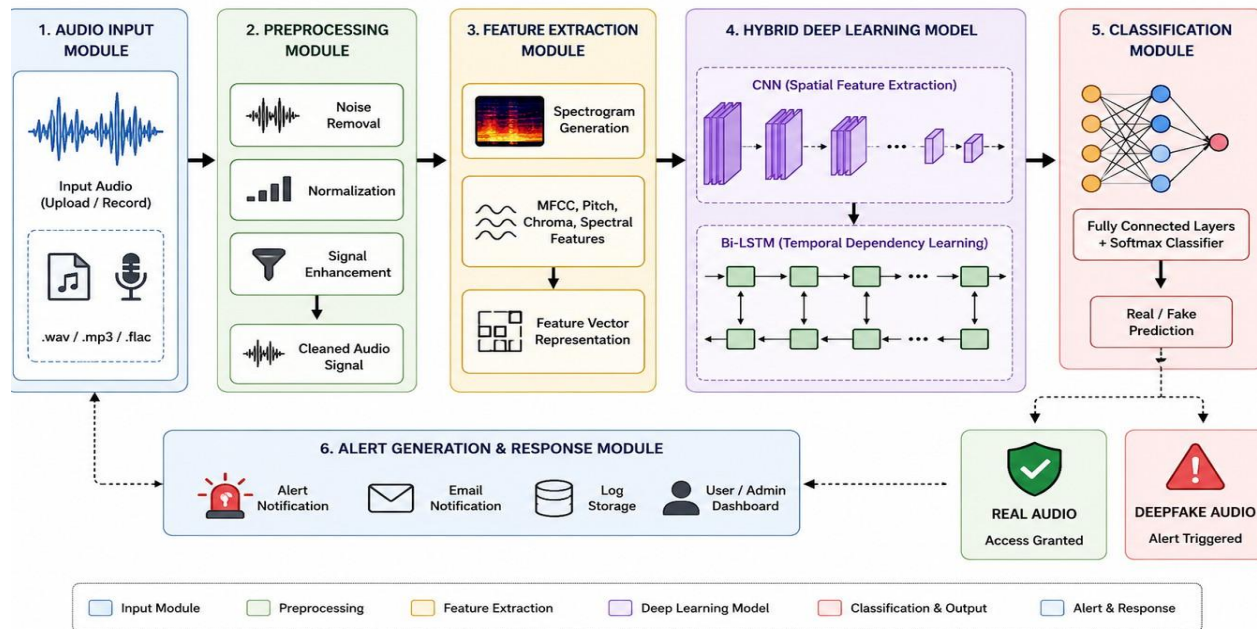 1. AUDIO INPUT
MODULE
Input Audio
(Upload / Record)
.wav / .mp3 / .flac
2. PREPROCESSING
MODULE
Noise
Removal
Normalization
Signal
Enhancement
Cleaned Audio
Signal
3. FEATURE EXTRACTION
MODULE
Spectrogram
Generation
MFCC, Pitch,
Chroma, Spectral
Features
Feature Vector
Representation
4. HYBRID DEEP LEARNING MODEL
CNN (Spatial Feature Extraction)
Bi-LSTM (Temporal Dependency Learning)
5. CLASSIFICATION
MODULE
Fully Connected Layers
+ Softmax Classifier
Real / Fake
Prediction
6. ALERT GENERATION & RESPONSE MODULE
Alert
Notification
Email
Notification
Log
Storage
User / Admin
Dashboard
REAL AUDIO
Access Granted
DEEPFAKE AUDIO
Alert Triggered
Input Module
Preprocessing
Feature Extraction
Deep Learning Model
Classification & Output
Alert & Response